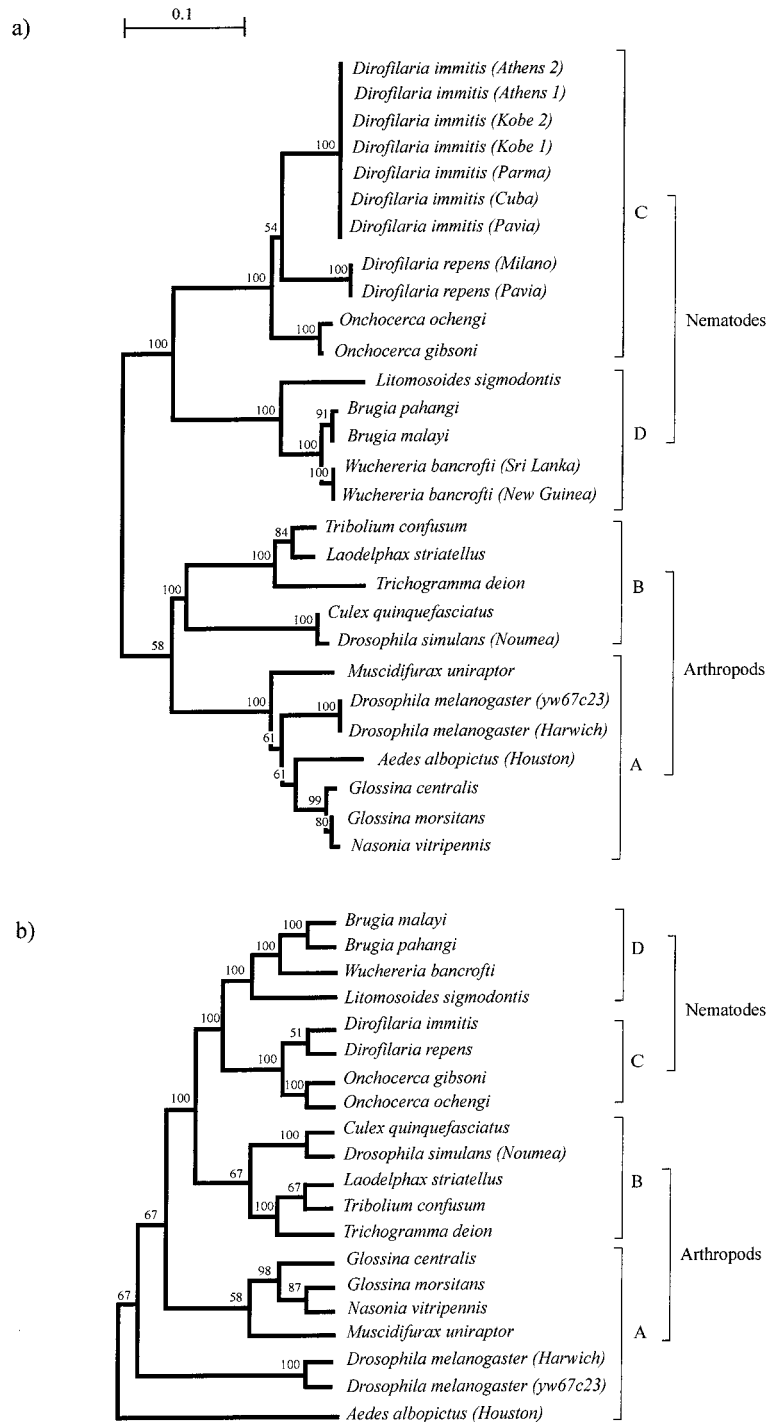 a)
0.1
Dirofilaria immitis (Athens 2)
Dirofilaria immitis (Athens 1)
Dirofilaria immitis (Kobe 2)
Dirofilaria immitis (Kobe 1)
100
Dirofilaria immitis (Parma)
Dirofilaria immitis (Cuba)
C
Dirofilaria immitis (Pavia)
54
Dirofilaria repens (Milano)
100
100
Dirofilaria repens (Pavia)
Onchocerca ochengi
Nematodes
100
100
Onchocerca gibsoni
Litomosoides sigmodontis
100
Brugia pahangi
91
D
Brugia malayi
100
Wuchereria bancrofti (Sri Lanka)
100
Wuchereria bancrofti (New Guinea)
Tribolium confusum
84
Laodelphax striatellus
100
Trichogramma deion
B
100
Culex quinquefasciatus
100
Drosophila simulans (Noumea)
58
Muscidifurax uniraptor
Arthropods
100
Drosophila melanogaster (yw67c23)
100
Drosophila melanogaster (Harwich)
61
Aedes albopictus (Houston)
A
61
Glossina centralis
99
Glossina morsitans
80
Nasonia vitripennis
b)
Brugia malayi
100
D
Brugia pahangi
100
Wuchereria bancrofti
100
Litomosoides sigmodontis
Nematodes
100
Dirofilaria immitis
51
Dirofilaria repens
C
100
Onchocerca gibsoni
100
Onchocerca ochengi
100
Culex quinquefasciatus
100
Drosophila simulans (Noumea)
67
Laodelphax striatellus
B
67
Tribolium confusum
100
Trichogramma deion
67
Arthropods
Glossina centralis
98
Glossina morsitans
87
Nasonia vitripennis
58
67
Muscidifurax uniraptor
A
Drosophila melanogaster (Harwich)
100
Drosophila melanogaster (yw67c23)
Aedes albopictus (Houston)